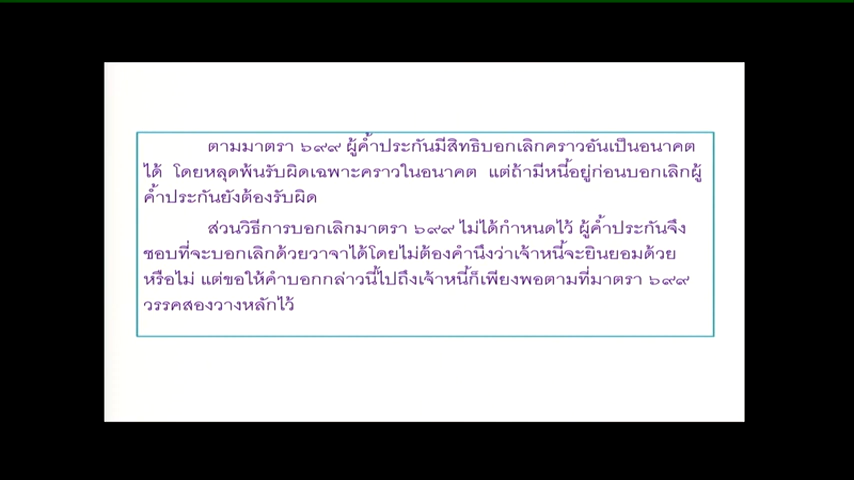 ตามมาตรา ๖๙๙ ผู้ค้ำประกันมีสิทธิบอกเลิกคราวอันเป็นอนาคต
ได้ โดยหลุดพ้นรับผิดเฉพาะคราวในอนาคต แต่ถ้ามีหนี้อยู่ก่อนบอกเลิกผู้
ค้ำประกันยังต้องรับผิด
ส่วนวิธีการบอกเลิกมาตรา ๖๙๙ ไม่ได้กำหนดไว้ ผู้ค้ำประกันจึง
ชอบที่จะบอกเลิกด้วยวาจาได้โดยไม่ต้องคำนึงว่าเจ้าหนี้จะยินยอมด้วย
หรือไม่ แต่ขอให้คำบอกกล่าวนี้ไปถึงเจ้าหนี้ก็เพียงพอตามที่มาตรา ๖๙๙
วรรคสองวางหลักไว้